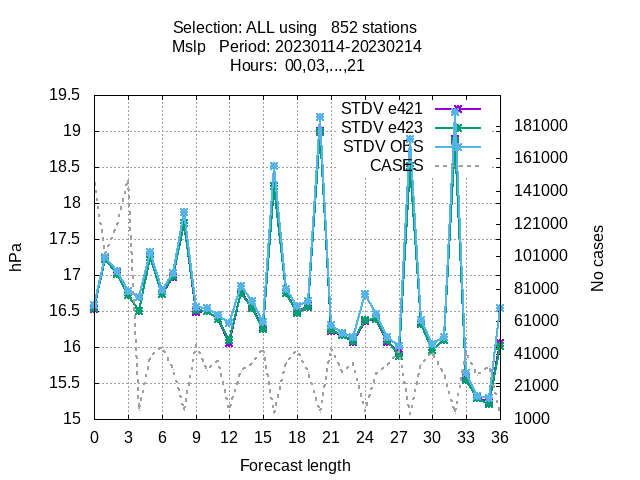 Selection: ALL using   852 stations
Mslp   Period: 20230114-20230214
Hours:  00,03,...,21
STDV e421
STDV e423
STDV OBS
CASES
hPa
19.5
19
18.5
18
17.5
17
16.5
16
15.5
15
181000
161000
141000
121000
101000
81000
61000
41000
21000
1000
No cases
0 3 6 9 12 15 18 21 24 27 30 33 36
Forecast length